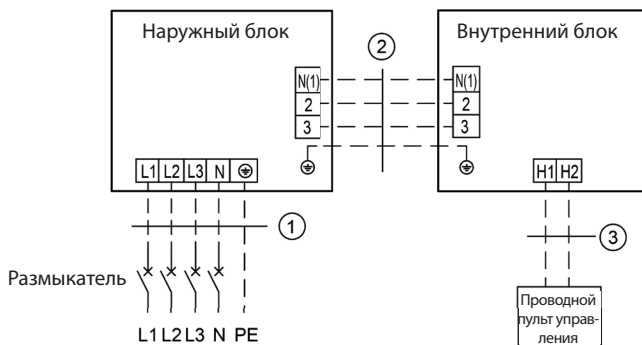 Наружный блок
②
Внутренний блок
N(1)
2
3
N(1)
2
3
L1 L2 L3 N
H1 H2
①
③
Размыкатель
L1 L2 L3 N PE
Проводной
пульт управ-
ления